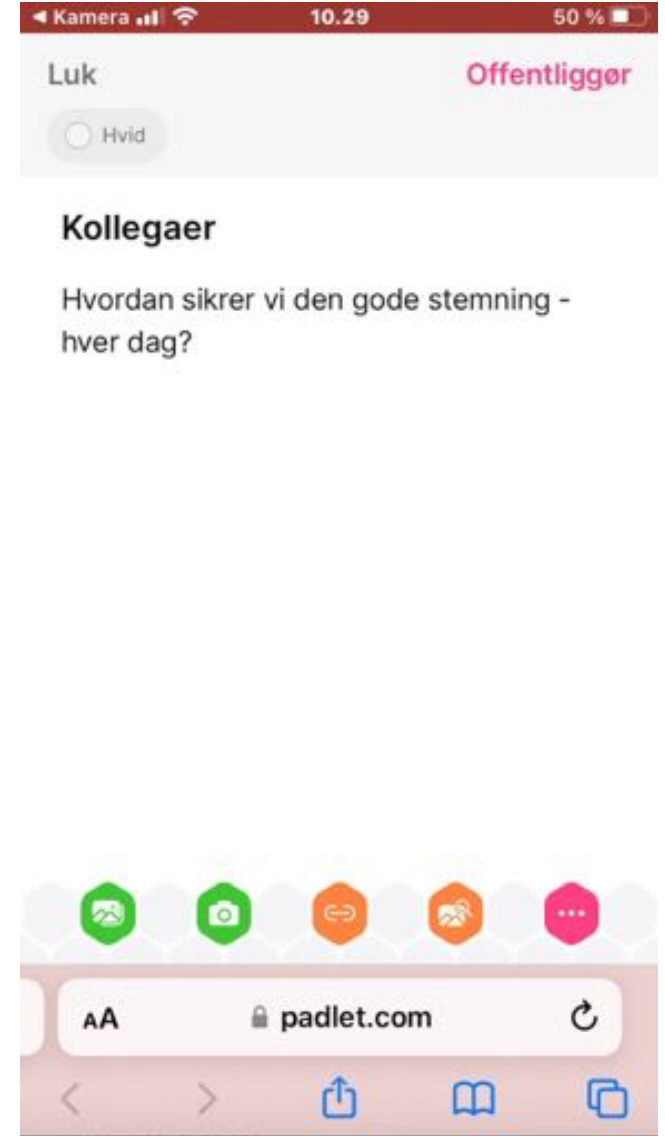 Kamera 10.29 50 %
Luk Offentliggør
Hvid
Kollegaer
Hvordan sikrer vi den gode stemning -
hver dag?
AA padlet.com